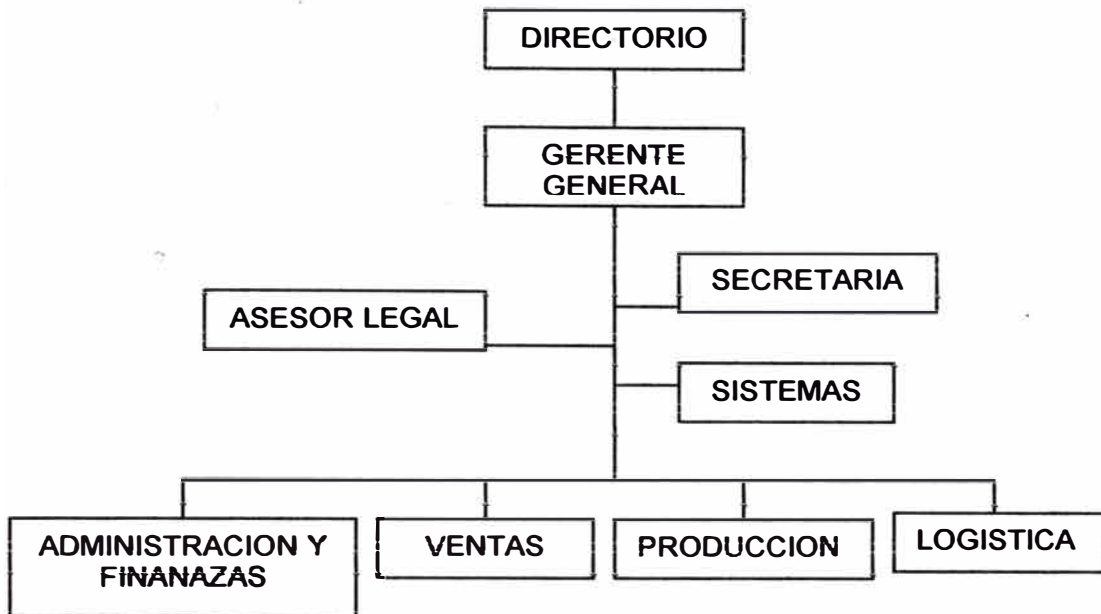 DIRECTORIO
GERENTE
GENERAL
SECRETARIA
ASESOR LEGAL
SISTEMAS
ADMINISTRACION Y
FINANAZAS
VENTAS
PRODUCCION
LOGISTICA